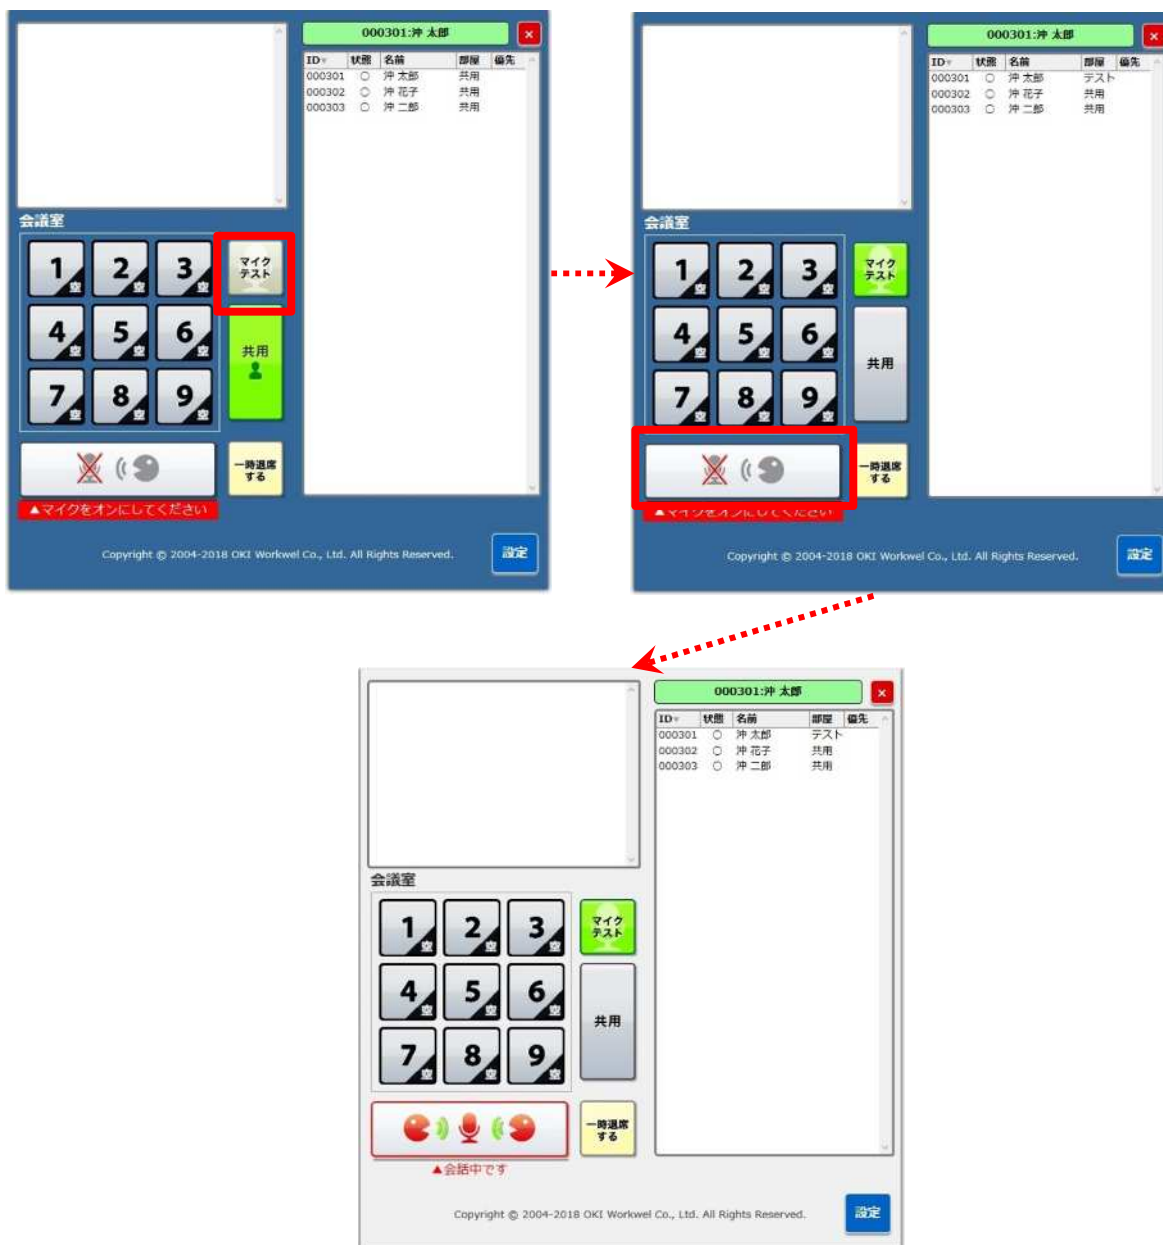 000301:沖 太郎
×
ID 状態 名前 部屋 優先
000301 ○ 沖 太郎 共用
000302 ○ 沖 花子 共用
000303 ○ 沖 二郎 共用
会議室
1空 2空 3空
マイク
テスト
4空 5空 6空
共用
7空 8空 9空
一時退席
する
▲マイクをオンにしてください
Copyright © 2004-2018 OKI Workwel Co., Ltd. All Rights Reserved.
設定
000301:沖 太郎
×
ID 状態 名前 部屋 優先
000301 ○ 沖 太郎 テスト
000302 ○ 沖 花子 共用
000303 ○ 沖 二郎 共用
会議室
1空 2空 3空
マイク
テスト
4空 5空 6空
共用
7空 8空 9空
一時退席
する
▲マイクをオンにしてください
Copyright © 2004-2018 OKI Workwel Co., Ltd. All Rights Reserved.
設定
000301:沖 太郎
×
ID 状態 名前 部屋 優先
000301 ○ 沖 太郎 テスト
000302 ○ 沖 花子 共用
000303 ○ 沖 二郎 共用
会議室
1空 2空 3空
マイク
テスト
4空 5空 6空
共用
7空 8空 9空
一時退席
する
▲会話中です
Copyright © 2004-2018 OKI Workwel Co., Ltd. All Rights Reserved.
設定